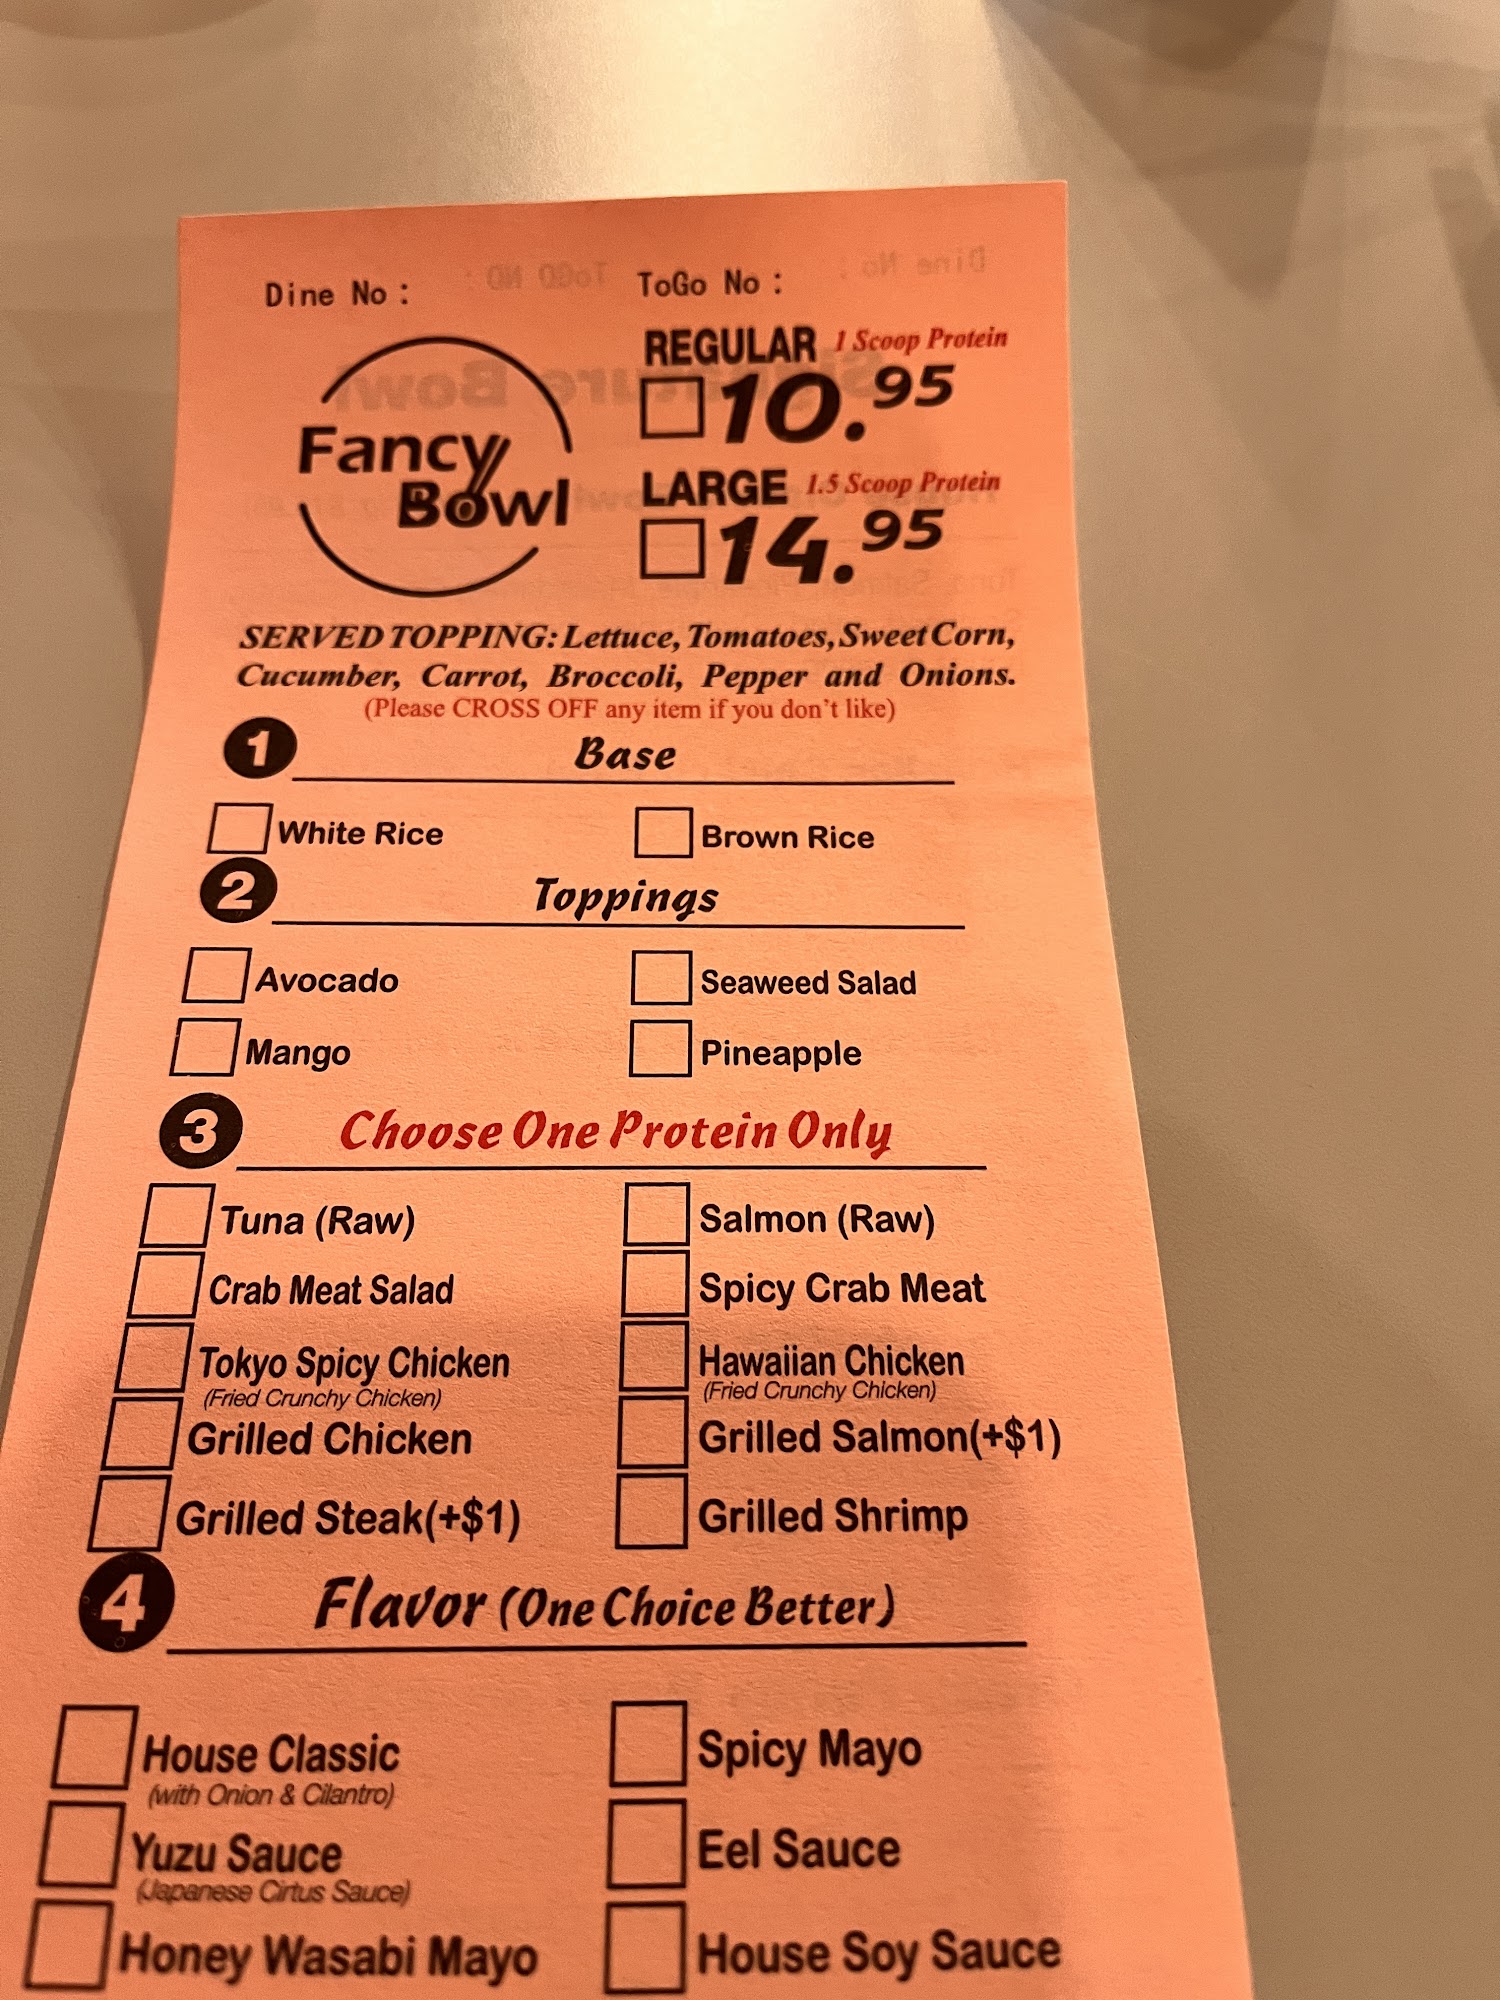 Dine No :
ToGo No :
Fancy
Bowl
REGULAR 1 Scoop Protein
10.95
LARGE 1.5 Scoop Protein
14.95
SERVED TOPPING: Lettuce, Tomatoes, Sweet Corn,
Cucumber, Carrot, Broccoli, Pepper and Onions.
(Please CROSS OFF any item if you don't like)
1 Base
White Rice
Brown Rice
2 Toppings
Avocado
Seaweed Salad
Mango
Pineapple
3 Choose One Protein Only
Tuna (Raw)
Salmon (Raw)
Crab Meat Salad
Spicy Crab Meat
Tokyo Spicy Chicken
(Fried Crunchy Chicken)
Hawaiian Chicken
(Fried Crunchy Chicken)
Grilled Chicken
Grilled Salmon(+$1)
Grilled Steak(+$1)
Grilled Shrimp
4 Flavor (One Choice Better)
House Classic
(with Onion & Cilantro)
Spicy Mayo
Yuzu Sauce
(Japanese Cirtus Sauce)
Eel Sauce
Honey Wasabi Mayo
House Soy Sauce